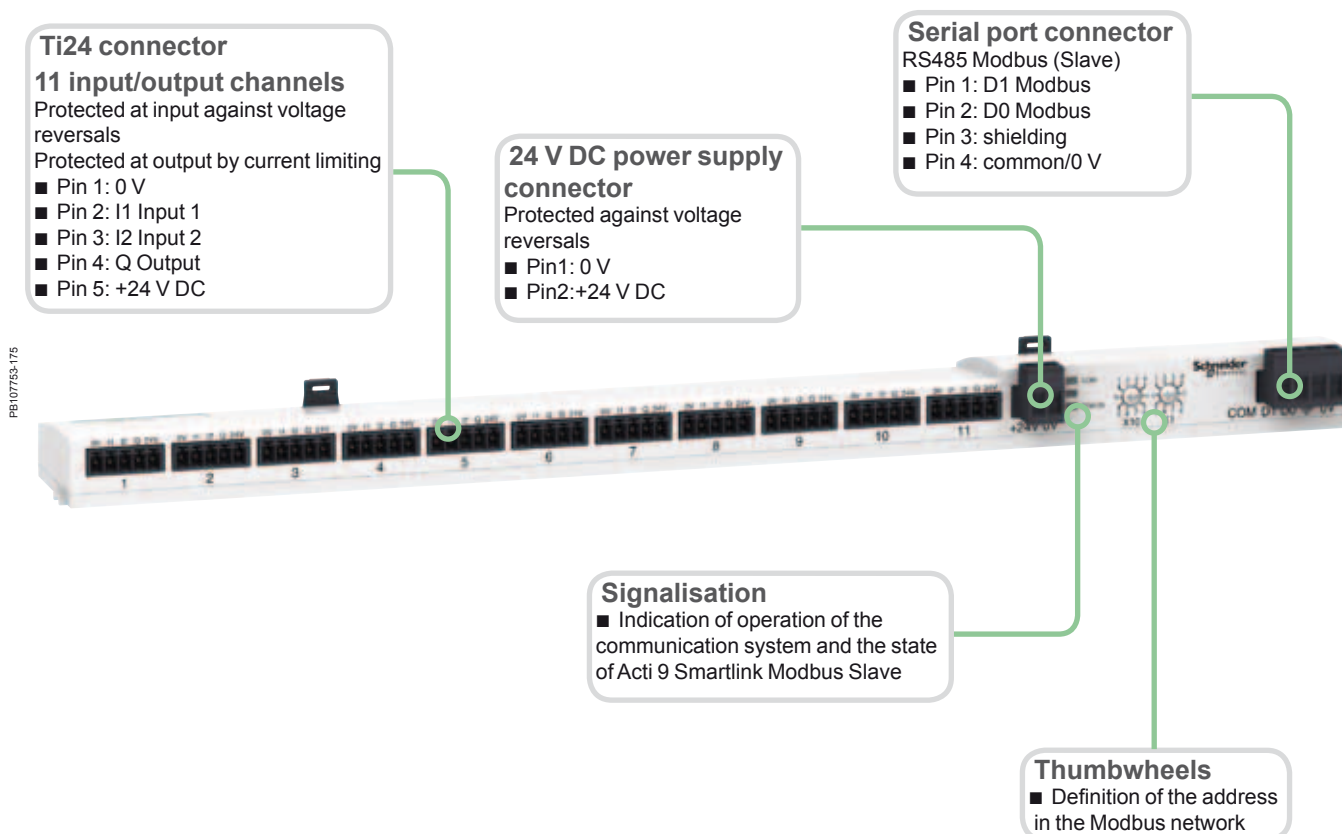 Ti24 connector
11 input/output channels
Protected at input against voltage
reversals
Protected at output by current limiting
■ Pin 1: 0 V
■ Pin 2: I1 Input 1
■ Pin 3: I2 Input 2
■ Pin 4: Q Output
■ Pin 5: +24 V DC
24 V DC power supply
connector
Protected against voltage
reversals
■ Pin1: 0 V
■ Pin2:+24 V DC
Serial port connector
RS485 Modbus (Slave)
■ Pin 1: D1 Modbus
■ Pin 2: D0 Modbus
■ Pin 3: shielding
■ Pin 4: common/0 V
PB107753-175
Schneider
COM D1 D0
+24V 0V
X10
1 2 3 4 5 6 7 8 9 10 11
Signalisation
■ Indication of operation of the
communication system and the state
of Acti 9 Smartlink Modbus Slave
Thumbwheels
■ Definition of the address
in the Modbus network